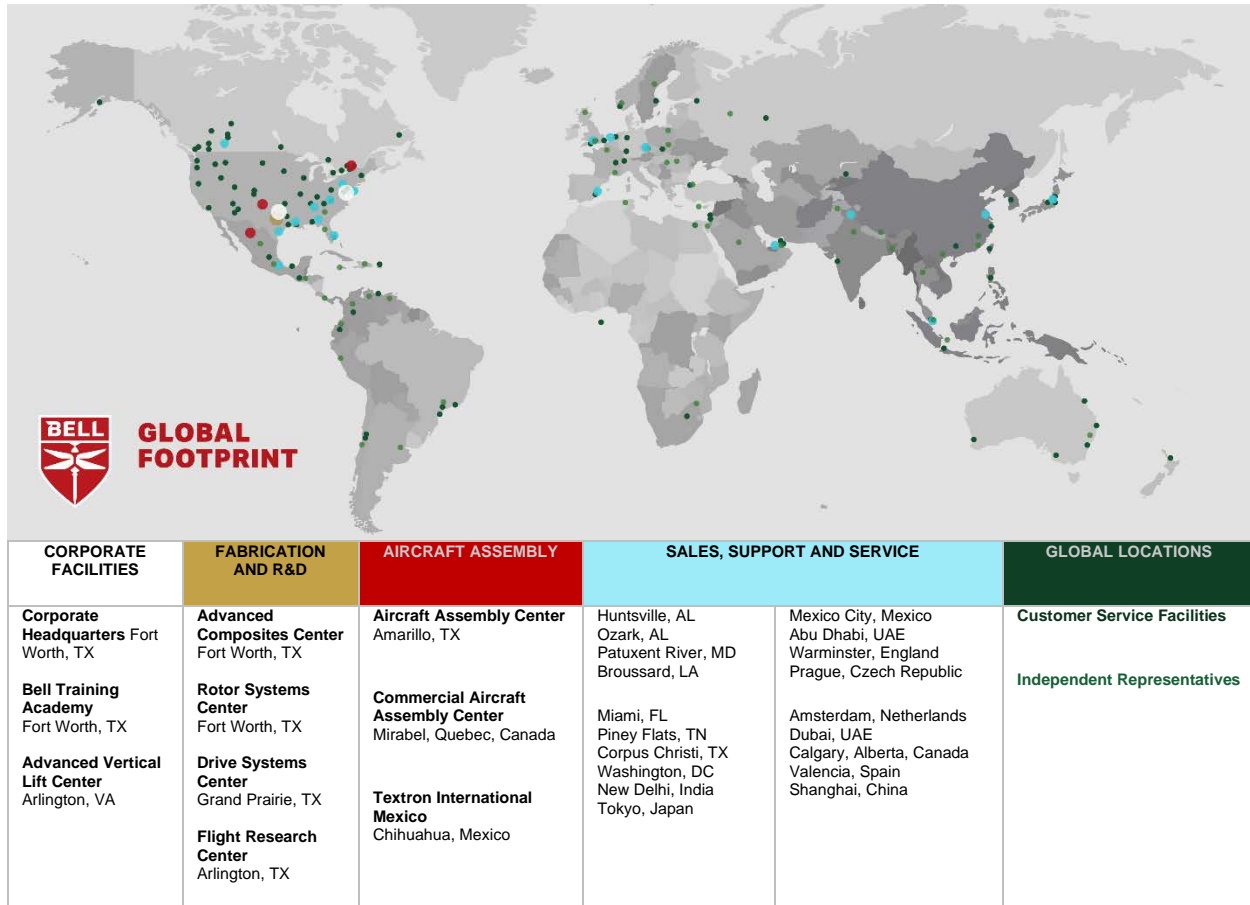 BELL
GLOBAL
FOOTPRINT
CORPORATE
FACILITIES
FABRICATION
AND R&D
AIRCRAFT ASSEMBLY
SALES, SUPPORT AND SERVICE
GLOBAL LOCATIONS
Corporate
Headquarters Fort
Worth, TX
Bell Training
Academy
Fort Worth, TX
Advanced Vertical
Lift Center
Arlington, VA
Advanced
Composites Center
Fort Worth, TX
Rotor Systems
Center
Fort Worth, TX
Drive Systems
Center
Grand Prairie, TX
Flight Research
Center
Arlington, TX
Aircraft Assembly Center
Amarillo, TX
Commercial Aircraft
Assembly Center
Mirabel, Quebec, Canada
Textron International
Mexico
Chihuahua, Mexico
Huntsville, AL
Ozark, AL
Patuxent River, MD
Broussard, LA
Miami, FL
Piney Flats, TN
Corpus Christi, TX
Washington, DC
New Delhi, India
Tokyo, Japan
Mexico City, Mexico
Abu Dhabi, UAE
Warminster, England
Prague, Czech Republic
Amsterdam, Netherlands
Dubai, UAE
Calgary, Alberta, Canada
Valencia, Spain
Shanghai, China
Customer Service Facilities
Independent Representatives